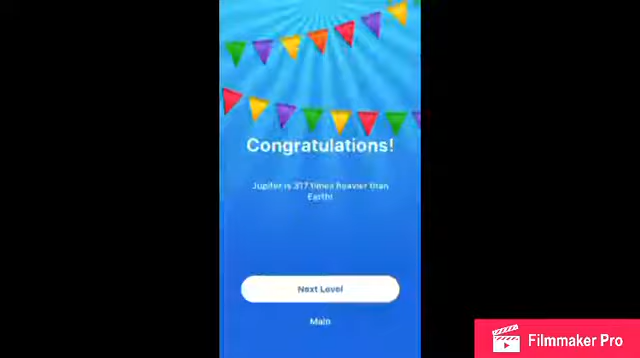 Congratulations!
Jupiter is 317 times heavier than
Earth!
Next Level
Main
Filmmaker Pro